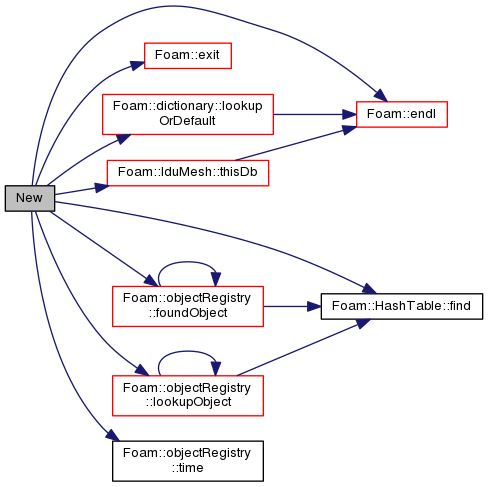 Foam::exit
Foam::dictionary::lookup
OrDefault
Foam::endl
Foam::lduMesh::thisDb
New
Foam::objectRegistry
::foundObject
Foam::HashTable::find
Foam::objectRegistry
::lookupObject
Foam::objectRegistry
::time